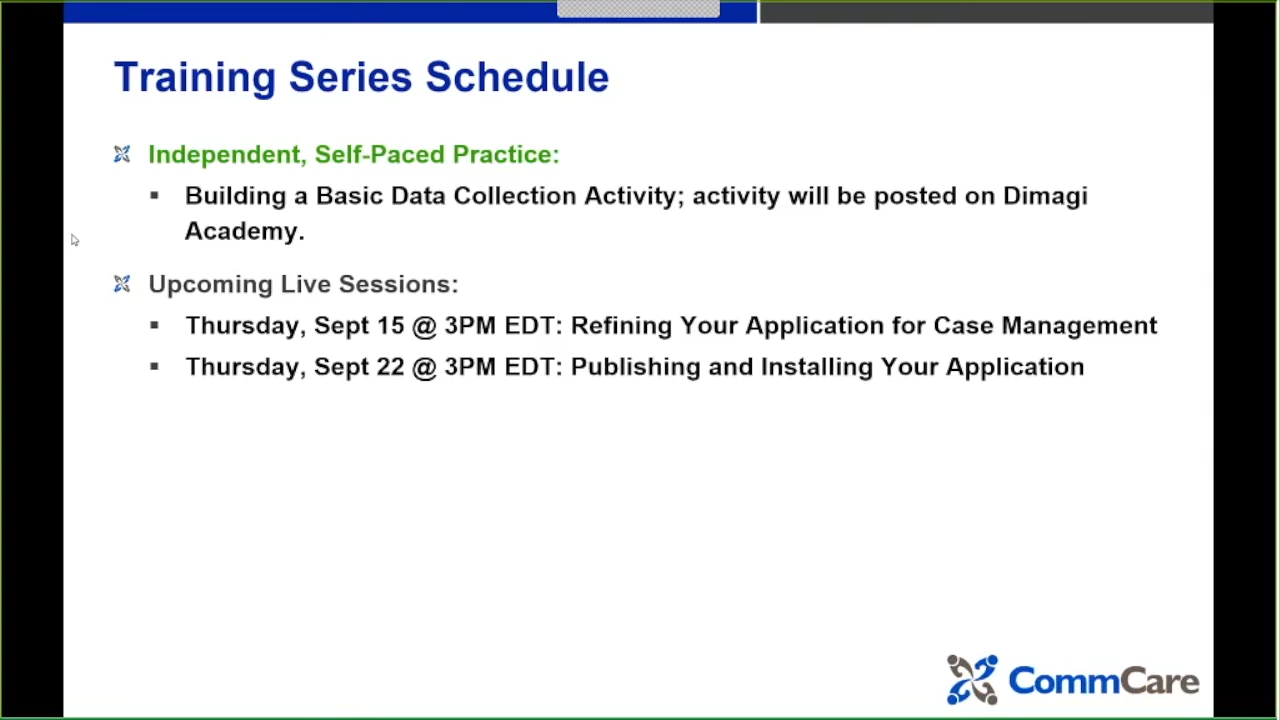 Training Series Schedule
Independent, Self-Paced Practice:
Building a Basic Data Collection Activity; activity will be posted on Dimagi
Academy.
Upcoming Live Sessions:
Thursday, Sept 15 @ 3PM EDT: Refining Your Application for Case Management
Thursday, Sept 22 @ 3PM EDT: Publishing and Installing Your Application
CommCare